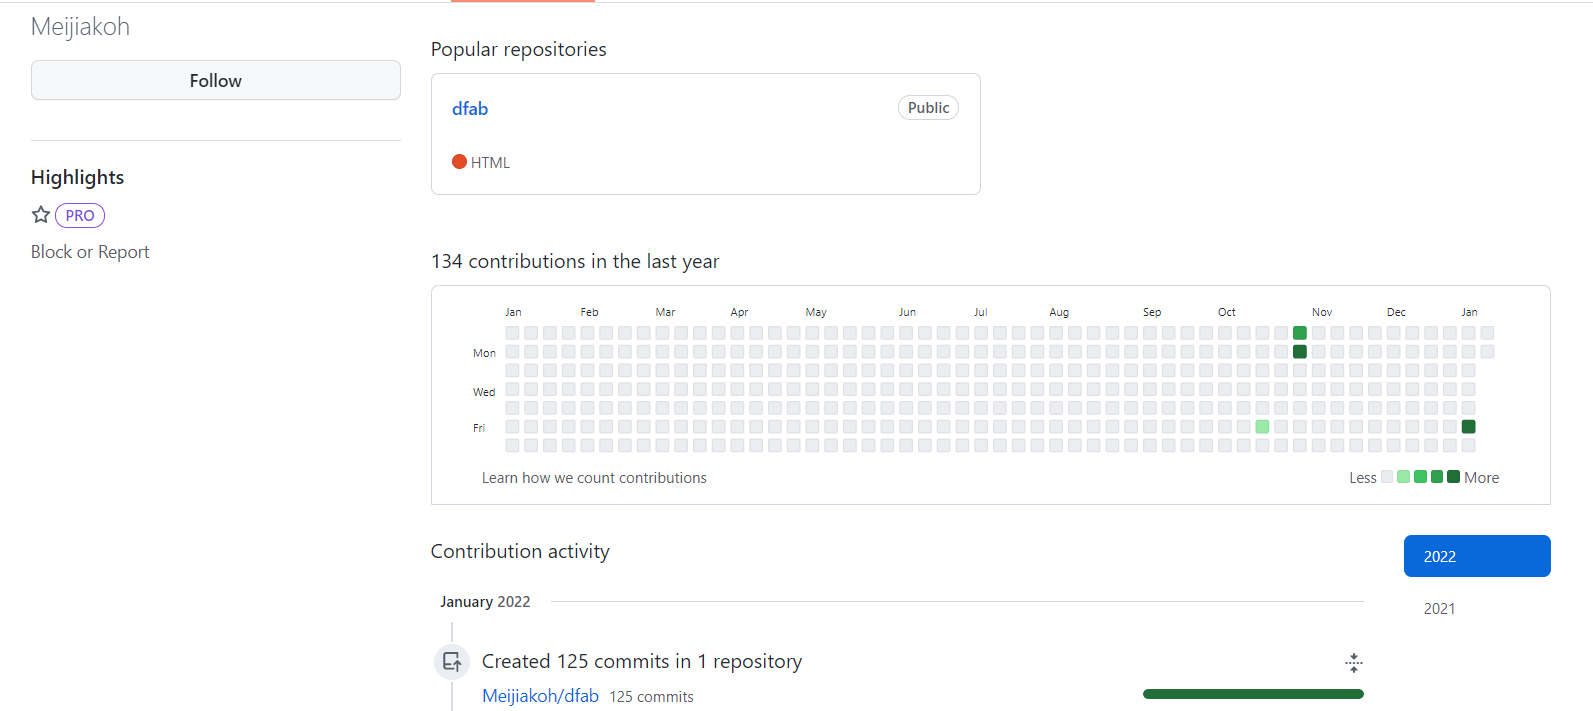 Meijiakoh
Follow
Highlights
PRO
Block or Report
Popular repositories
dfab
Public
HTML
134 contributions in the last year
Jan Feb Mar Apr May Jun Jul Aug Sep Oct Nov Dec Jan
Mon
Wed
Fri
Learn how we count contributions
Less More
Contribution activity
2022
2021
January 2022
Created 125 commits in 1 repository
Meijiakoh/dfab 125 commits